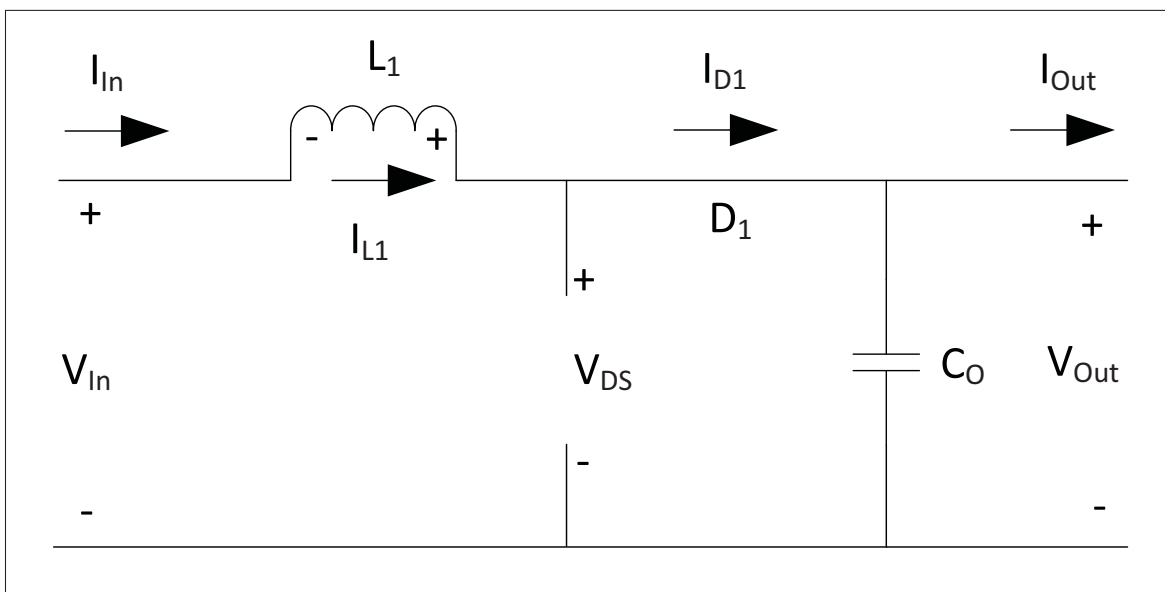 I_In
L_1
I_D1
I_Out
- +
+
I_L1
D_1
+
+
V_In
V_DS
C_O
V_Out
-
-
-